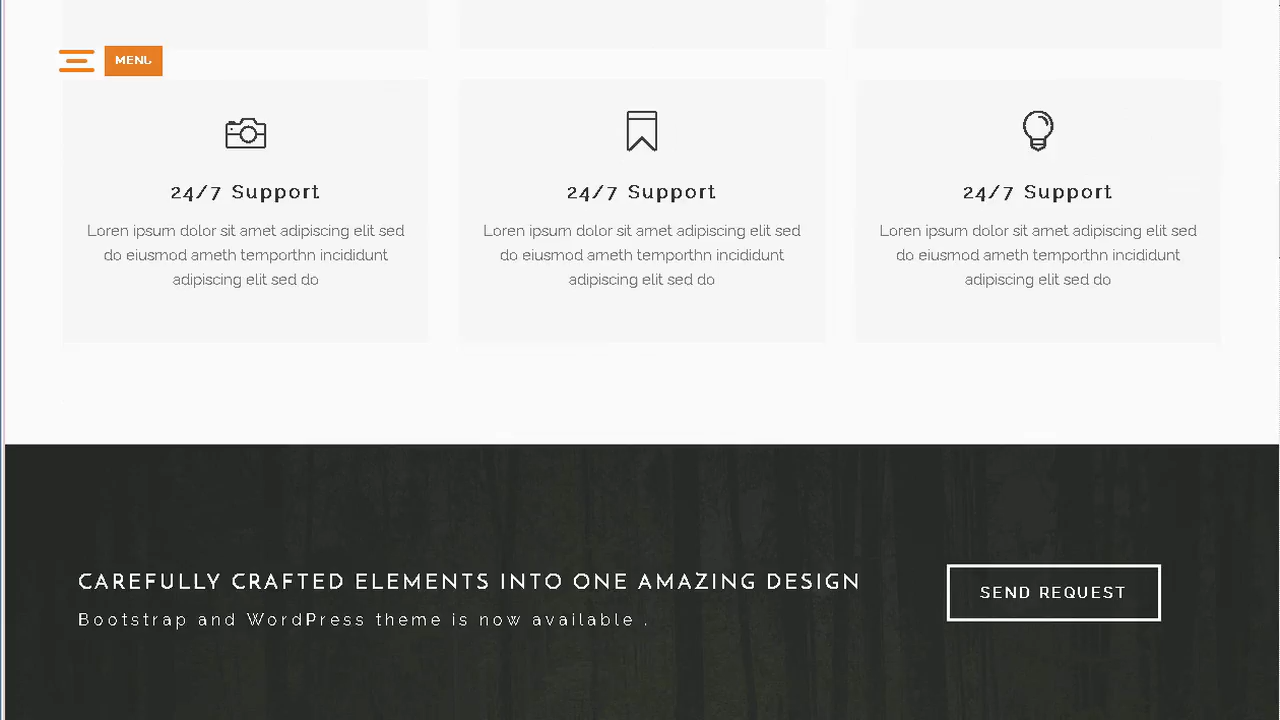 MENU
24/7 Support
Loren ipsum dolor sit amet adipiscing elit sed
do eiusmod ameth temporthn incididunt
adipiscing elit sed do
24/7 Support
Loren ipsum dolor sit amet adipiscing elit sed
do eiusmod ameth temporthn incididunt
adipiscing elit sed do
24/7 Support
Loren ipsum dolor sit amet adipiscing elit sed
do eiusmod ameth temporthn incididunt
adipiscing elit sed do
CAREFULLY CRAFTED ELEMENTS INTO ONE AMAZING DESIGN
Bootstrap and WordPress theme is now available .
SEND REQUEST